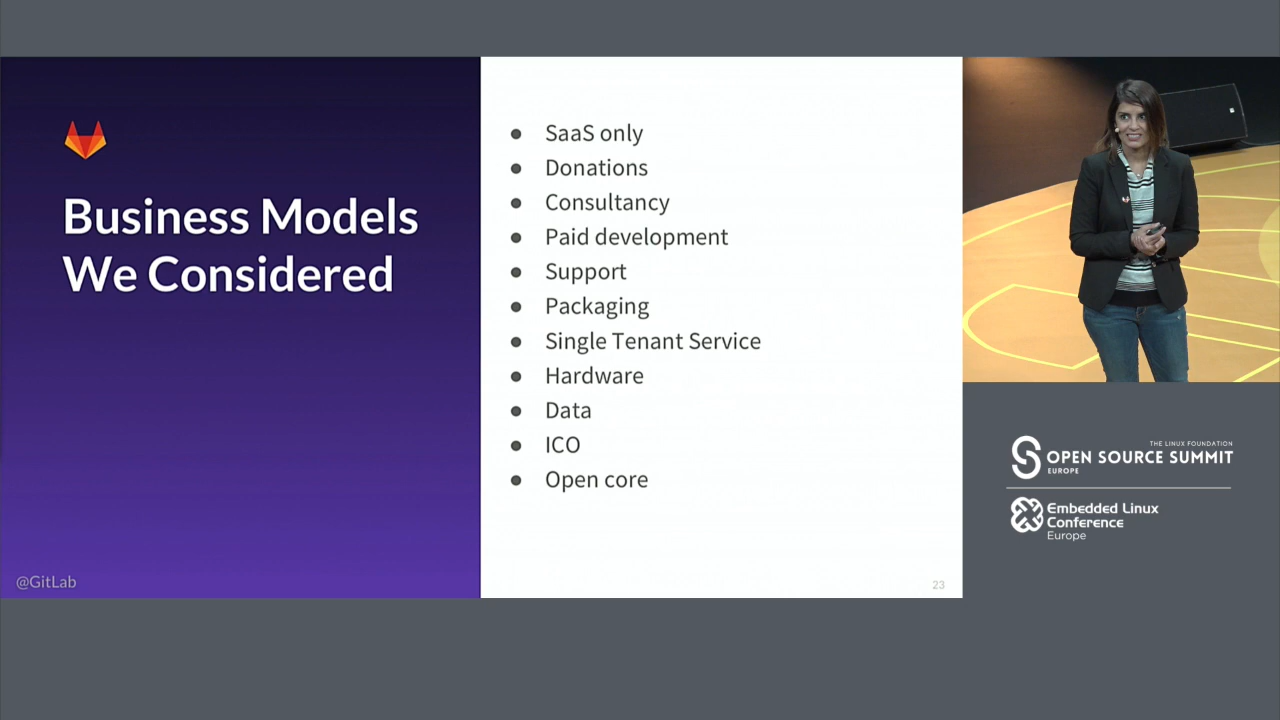 Business Models
We Considered
@GitLab
SaaS only
Donations
Consultancy
Paid development
Support
Packaging
Single Tenant Service
Hardware
Data
ICO
Open core
23
THE LINUX FOUNDATION
OPEN SOURCE SUMMIT
EUROPE
Embedded Linux
Conference
Europe